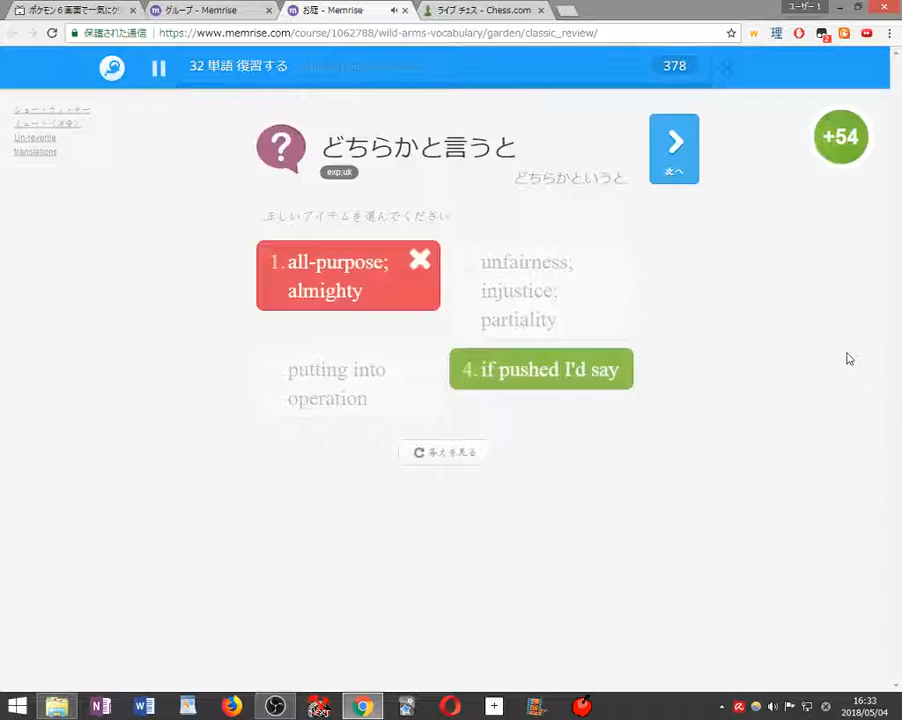 ポケモン6画面で一気にク
グループ - Memrise
お庭 - Memrise
ライブ チェス - Chess.com
ユーザー 1
保護された通信
https://www.memrise.com/course/1062788/wild-arms-vocabulary/garden/classic_review/
32 単語 復習する
378
Un-reverse
translations
どちらかと言うと
exp;uk
どちらかというと
次へ
+54
正しいアイテムを選んでください
1. all-purpose;
almighty
unfairness;
injustice;
partiality
putting into
operation
4. if pushed I'd say
答えを見る
16:33
2018/05/04